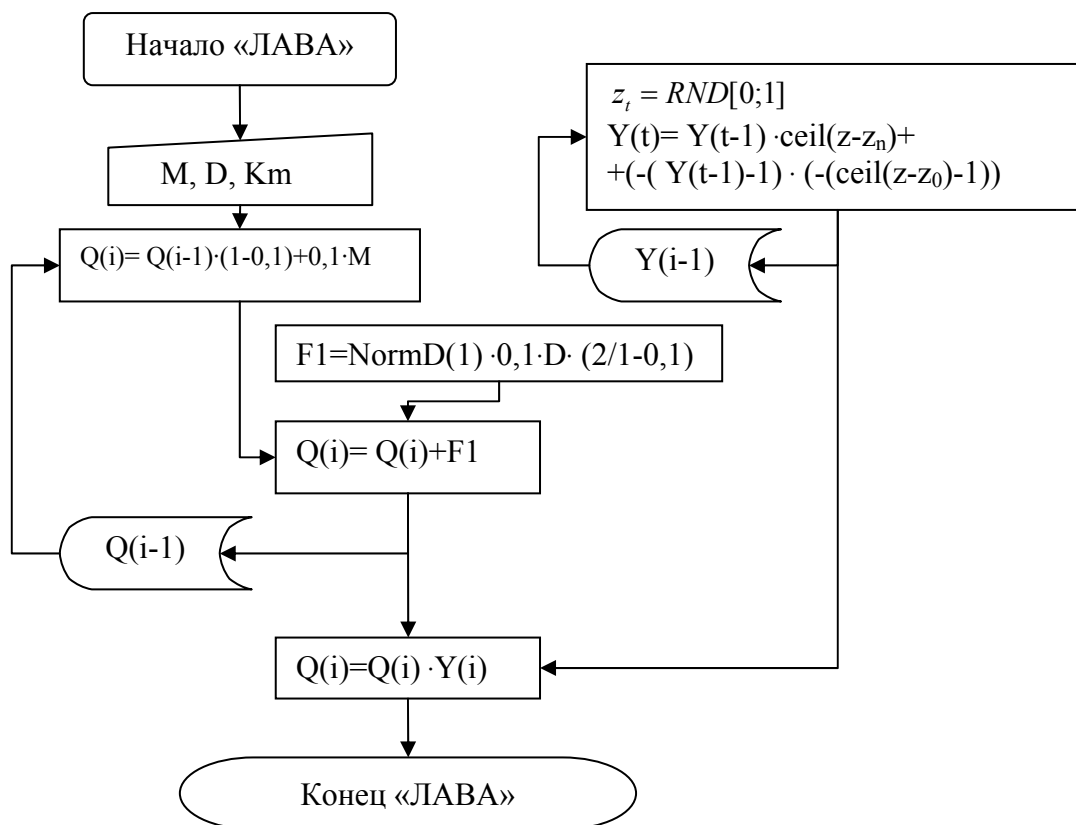 Начало «ЛАВА»
M, D, Km
Q(i)= Q(i-1)·(1-0,1)+0,1·M
z_t = RND[0;1]
Y(t)= Y(t-1) ·ceil(z-z_n)+
+(-( Y(t-1)-1) · (-(ceil(z-z_0)-1))
Y(i-1)
F1=NormD(1) ·0,1·D· (2/1-0,1)
Q(i)= Q(i)+F1
Q(i-1)
Q(i)=Q(i) ·Y(i)
Конец «ЛАВА»